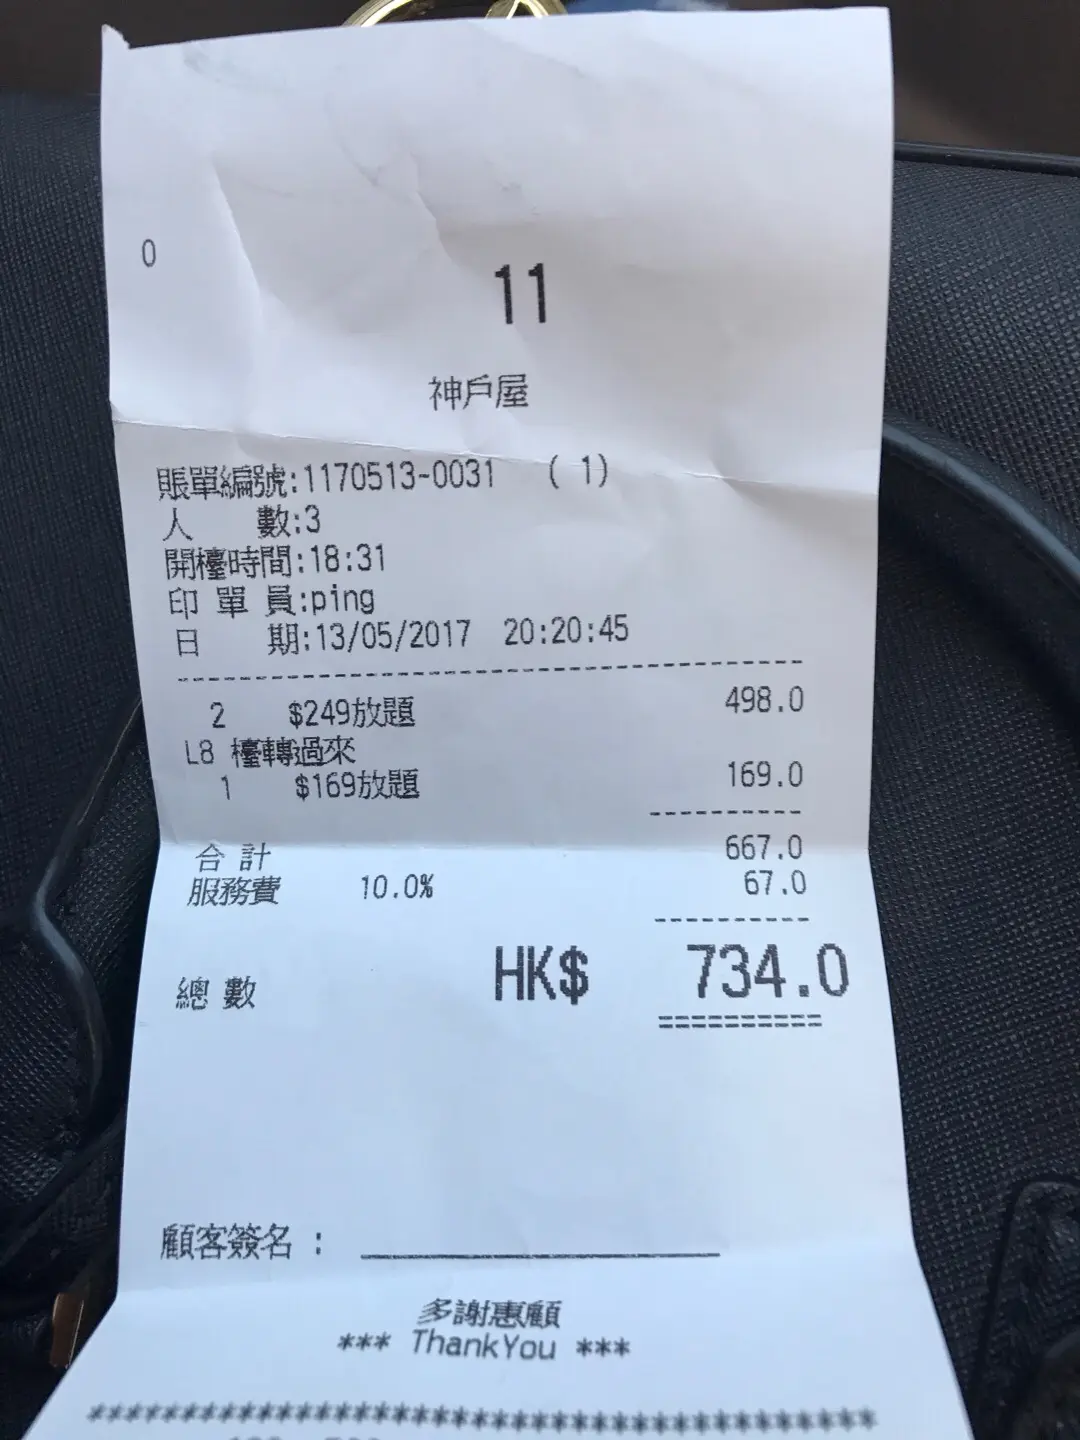 0
11
神戶屋
賬單編號:1170513-0031 ( 1)
人 數:3
開檯時間:18:31
印 單 員:ping
日 期:13/05/2017 20:20:45
2 $249放題 498.0
L8 檯轉過來
1 $169放題 169.0
合 計 667.0
服務費 10.0% 67.0
總 數 HK$ 734.0
==========
顧客簽名 : 
多謝惠顧
*** ThankYou ***